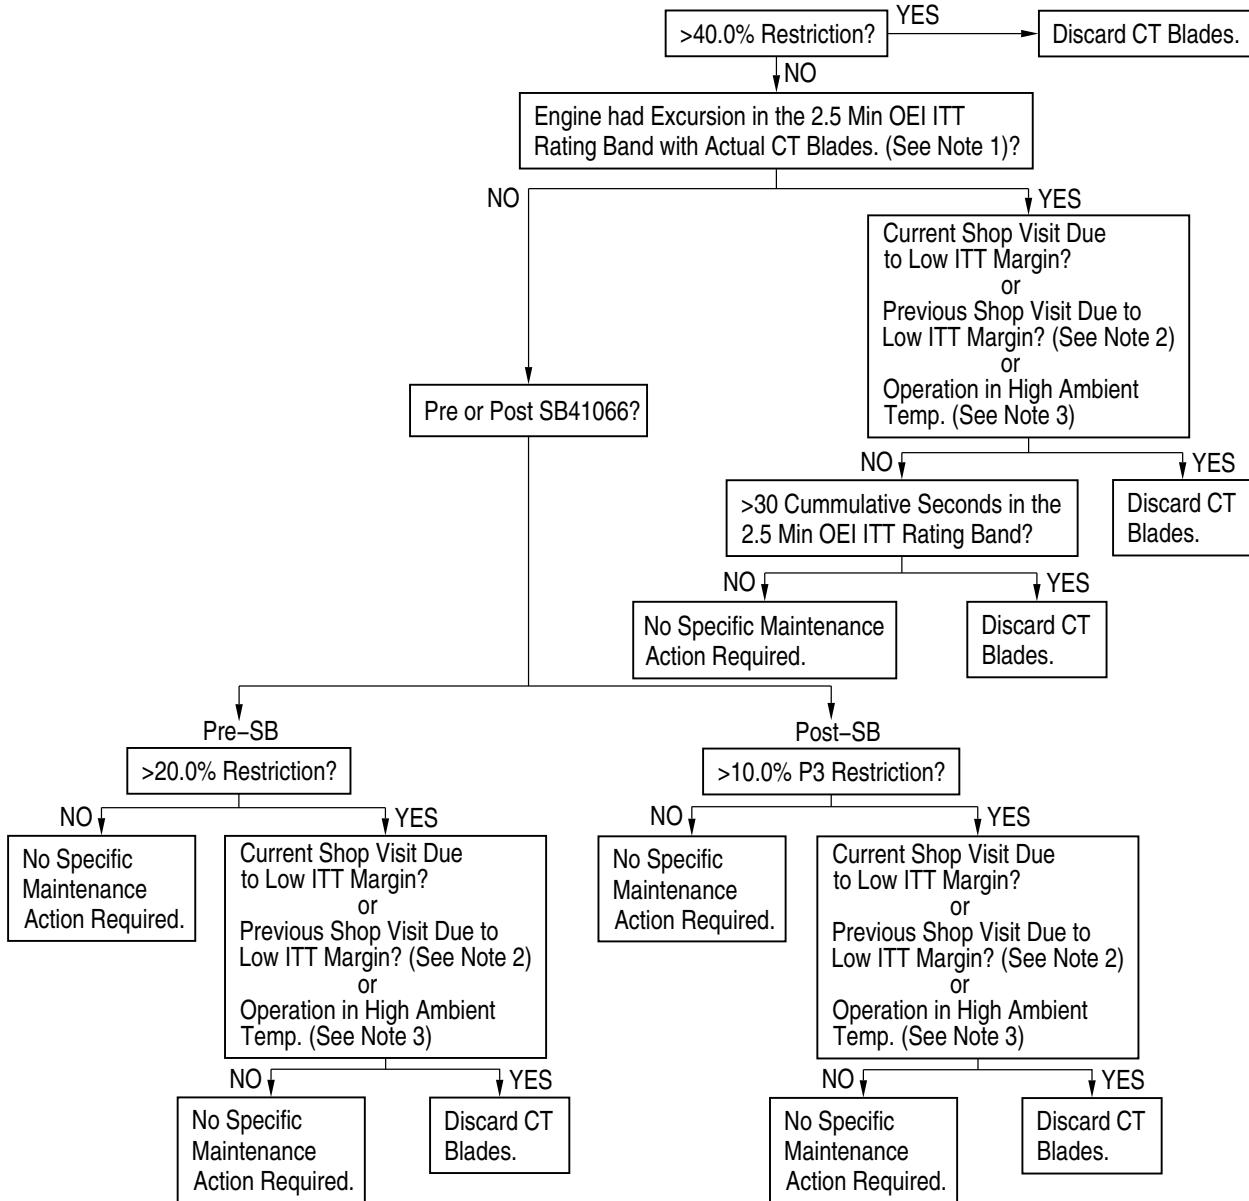 >40.0% Restriction?
YES
Discard CT Blades.
NO
Engine had Excursion in the 2.5 Min OEI ITT
Rating Band with Actual CT Blades. (See Note 1)?
NO
YES
Current Shop Visit Due
to Low ITT Margin?
or
Previous Shop Visit Due to
Low ITT Margin? (See Note 2)
or
Operation in High Ambient
Temp. (See Note 3)
Pre or Post SB41066?
NO
YES
>30 Cummulative Seconds in the
2.5 Min OEI ITT Rating Band?
Discard CT
Blades.
NO
YES
No Specific Maintenance
Action Required.
Discard CT
Blades.
Pre–SB
>20.0% Restriction?
NO
YES
No Specific
Maintenance
Action Required.
Current Shop Visit Due
to Low ITT Margin?
or
Previous Shop Visit Due to
Low ITT Margin? (See Note 2)
or
Operation in High Ambient
Temp. (See Note 3)
NO
YES
No Specific
Maintenance
Action Required.
Discard CT
Blades.
Post–SB
>10.0% P3 Restriction?
NO
YES
No Specific
Maintenance
Action Required.
Current Shop Visit Due
to Low ITT Margin?
or
Previous Shop Visit Due to
Low ITT Margin? (See Note 2)
or
Operation in High Ambient
Temp. (See Note 3)
NO
YES
No Specific
Maintenance
Action Required.
Discard CT
Blades.